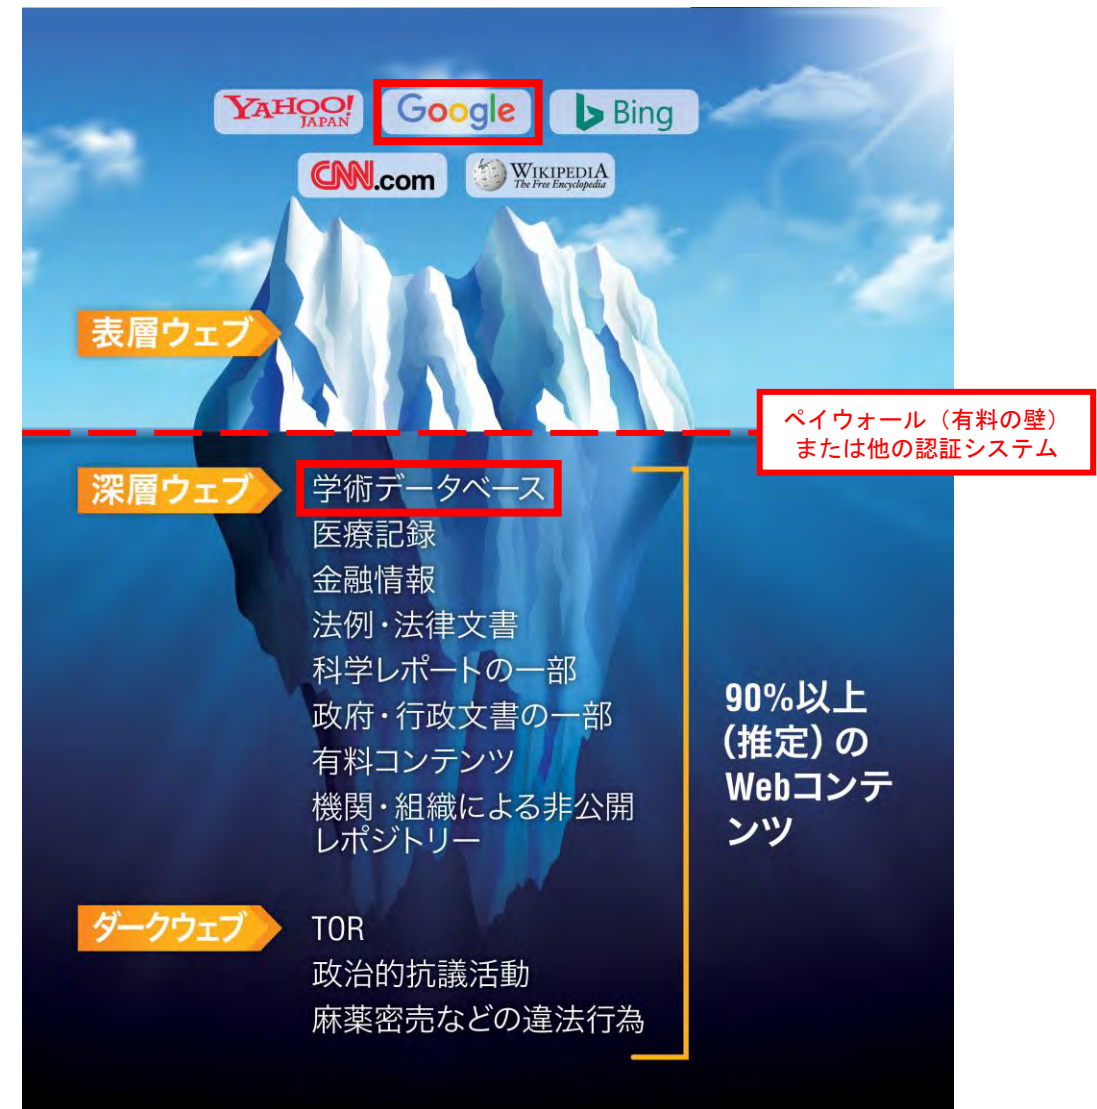 YAHOO!
JAPAN
Google
Bing
CNN.com
WIKIPEDIA
The Free Encyclopedia
表層ウェブ
ペイウォール（有料の壁）
または他の認証システム
深層ウェブ
学術データベース
医療記録
金融情報
法例・法律文書
科学レポートの一部
政府・行政文書の一部
有料コンテンツ
機関・組織による非公開
レポジトリー
90%以上
（推定）の
Webコンテ
ンツ
ダークウェブ
TOR
政治的抗議活動
麻薬密売などの違法行為